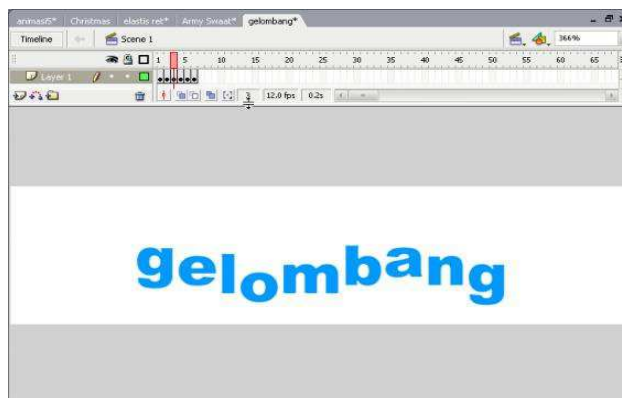 animasi5* Christmas elastis ret* Army Swaat* gelombang*
Timeline Scene 1 366%
1 5 10 15 20 25 30 35 40 45 50 55 60 65
Layer 1
3 12.0 fps 0.2s
gelombang